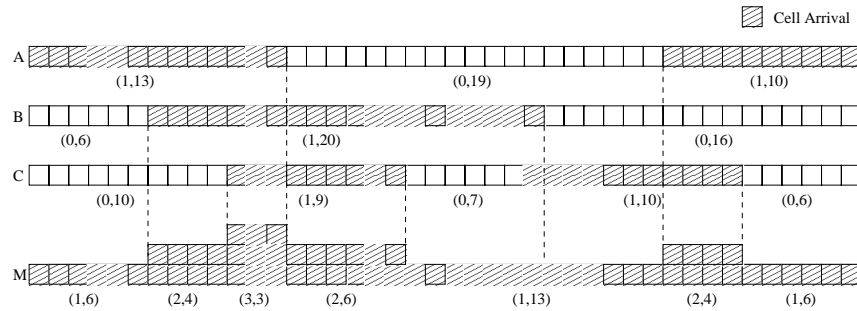 Cell Arrival
A
(1,13) (0,19) (1,10)
B
(0,6) (1,20) (0,16)
C
(0,10) (1,9) (0,7) (1,10) (0,6)
M
(1,6) (2,4) (3,3) (2,6) (1,13) (2,4) (1,6)